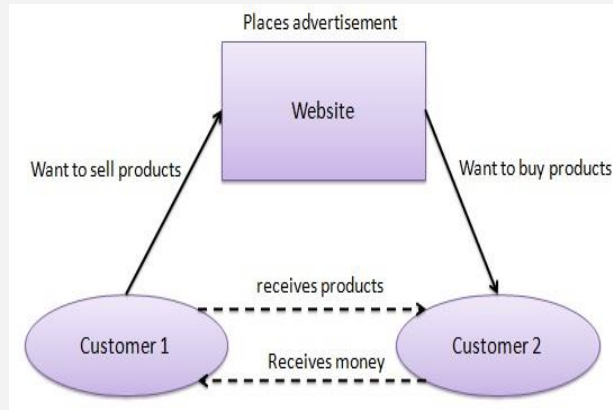 Places advertisement
Website
Want to sell products
Want to buy products
receives products
Customer 1
Customer 2
Receives money